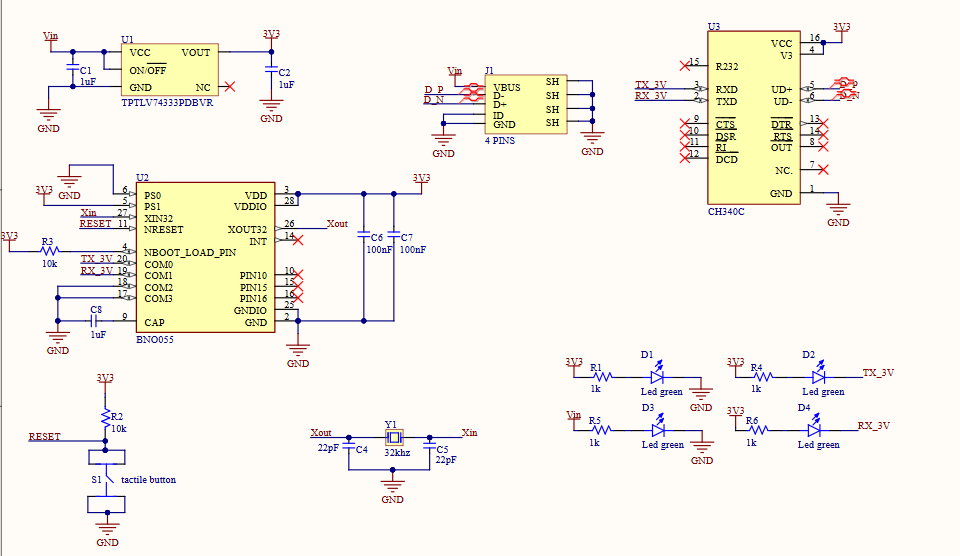 Vin
U1
VCC
VOUT
ON/OFF
GND
NC
TPTLV74333PDBVR
C1
1uF
GND
3V3
C2
1uF
GND
J1
Vin
VBUS
D-
D+
ID
GND
SH
SH
SH
SH
D_P
D_N
4 PINS
GND
GND
U3
3V3
VCC 16
V3 4
15 R232
TX_3V 3 RXD
RX_3V 2 TXD
UD+ 5
UD- 6
9 CTS
10 DSR
11 RI
12 DCD
DTR 13
RTS 14
OUT 8
NC. 7
GND 1
CH340C
GND
U2
GND
3V3
6 PS0
5 PS1
Xin 27 XIN32
RESET 11 NRESET
3V3
R3
10k
4 NBOOT_LOAD_PIN
TX_3V 20 COM0
RX_3V 19 COM1
18 COM2
17 COM3
C8
1uF
9 CAP
GND
BNO055
VDD 3
VDDIO 28
XOUT32 26 Xout
INT 14
PIN10 10
PIN15 15
PIN16 16
GNDIO 25
GND 2
GND
3V3
C6
100nF
C7
100nF
3V3
R2
10k
RESET
S1 tactile button
GND
Xout
Y1
Xin
22pF C4
32khz
C5
22pF
GND
3V3
R1
1k
D1
Led green
GND
3V3
R4
1k
D2
Led green
TX_3V
Vin
R5
1k
D3
Led green
GND
3V3
R6
1k
D4
Led green
RX_3V